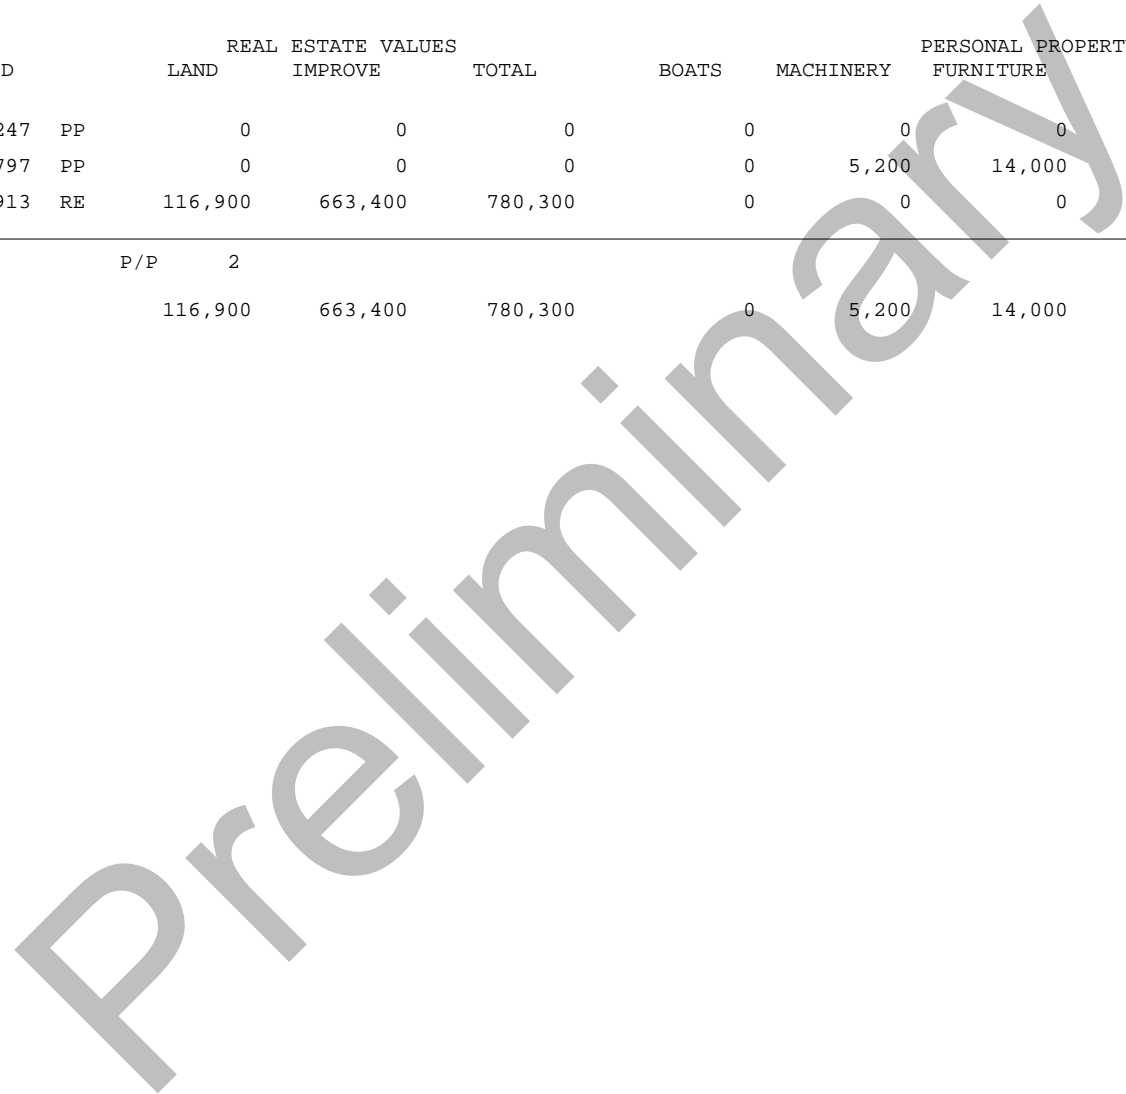 REAL ESTATE VALUES PERSONAL PROPERT
D LAND IMPROVE TOTAL BOATS MACHINERY FURNITURE
247 PP 0 0 0 0 0 0
797 PP 0 0 0 0 5,200 14,000
913 RE 116,900 663,400 780,300 0 0 0
P/P 2
116,900 663,400 780,300 0 5,200 14,000
Preliminary